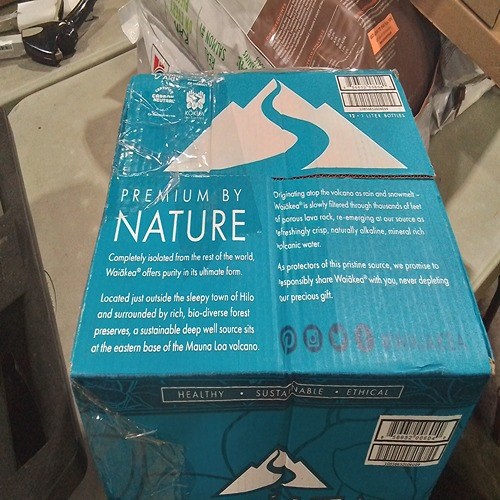 CARBON
NEUTRAL
KŌKUA
12 - 1 LITER BOTTLES
PREMIUM BY
NATURE
Completely isolated from the rest of the world,
Waiākea® offers purity in its ultimate form.
Located just outside the sleepy town of Hilo
and surrounded by rich, bio-diverse forest
preserves, a sustainable deep well source sits
at the eastern base of the Mauna Loa volcano.
Originating atop the volcano as rain and snowmelt –
Waiākea® is slowly filtered through thousands of feet
of porous lava rock, re-emerging at our source as
refreshingly crisp, naturally alkaline, mineral rich
volcanic water.
As protectors of this pristine source, we promise to
responsibly share Waiākea® with you, never depleting
our precious gift.
HEALTHY • SUSTAINABLE • ETHICAL